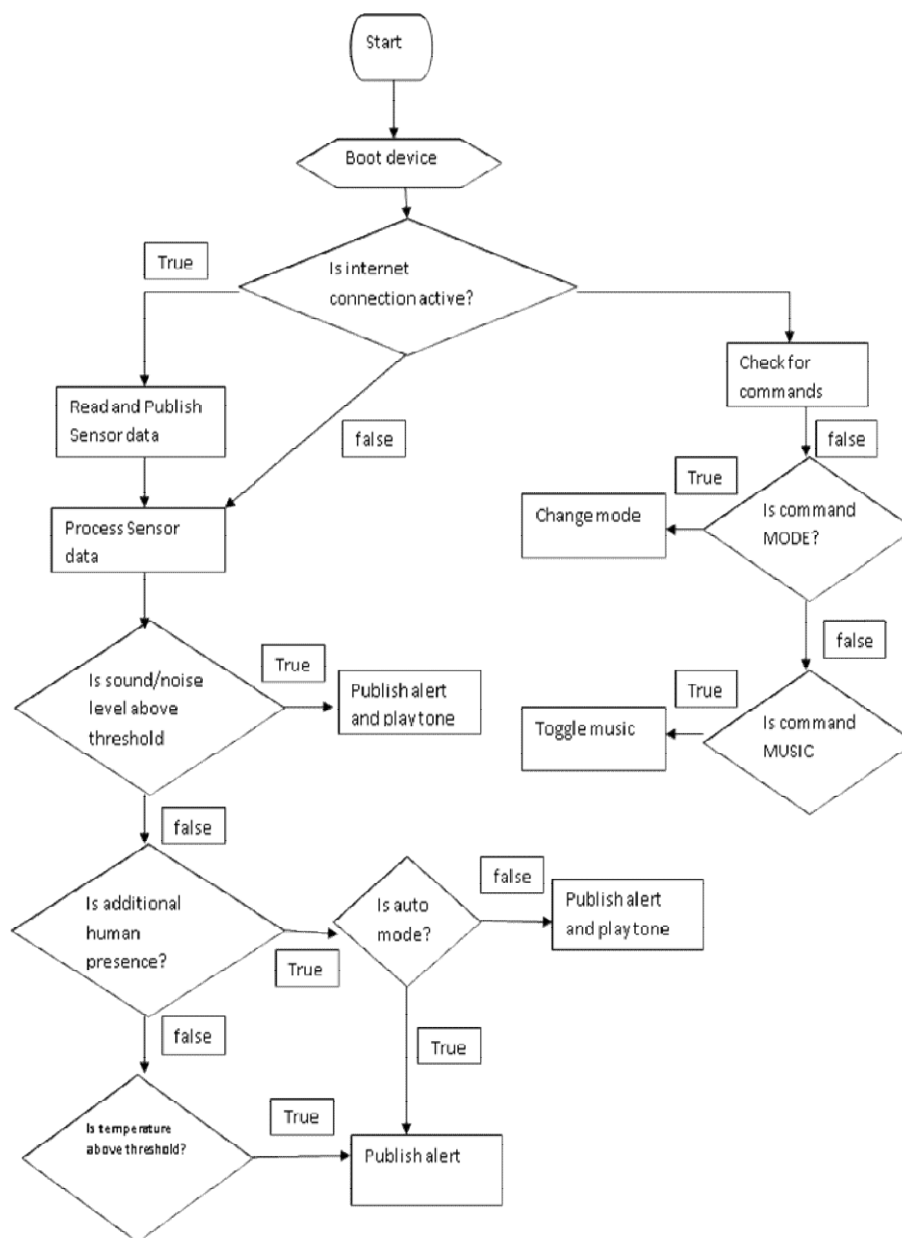 Start
Boot device
True
Is internet
connection active?
Check for
commands
Read and Publish
Sensor data
false
false
True
Is command
MODE?
Change mode
Process Sensor
data
false
True
Is sound/noise
level above
threshold
Publish alert
and play tone
True
Is command
MUSIC
Toggle music
false
false
Is auto
mode?
Publish alert
and play tone
Is additional
human
presence?
True
false
True
True
Is temperature
above threshold?
Publish alert